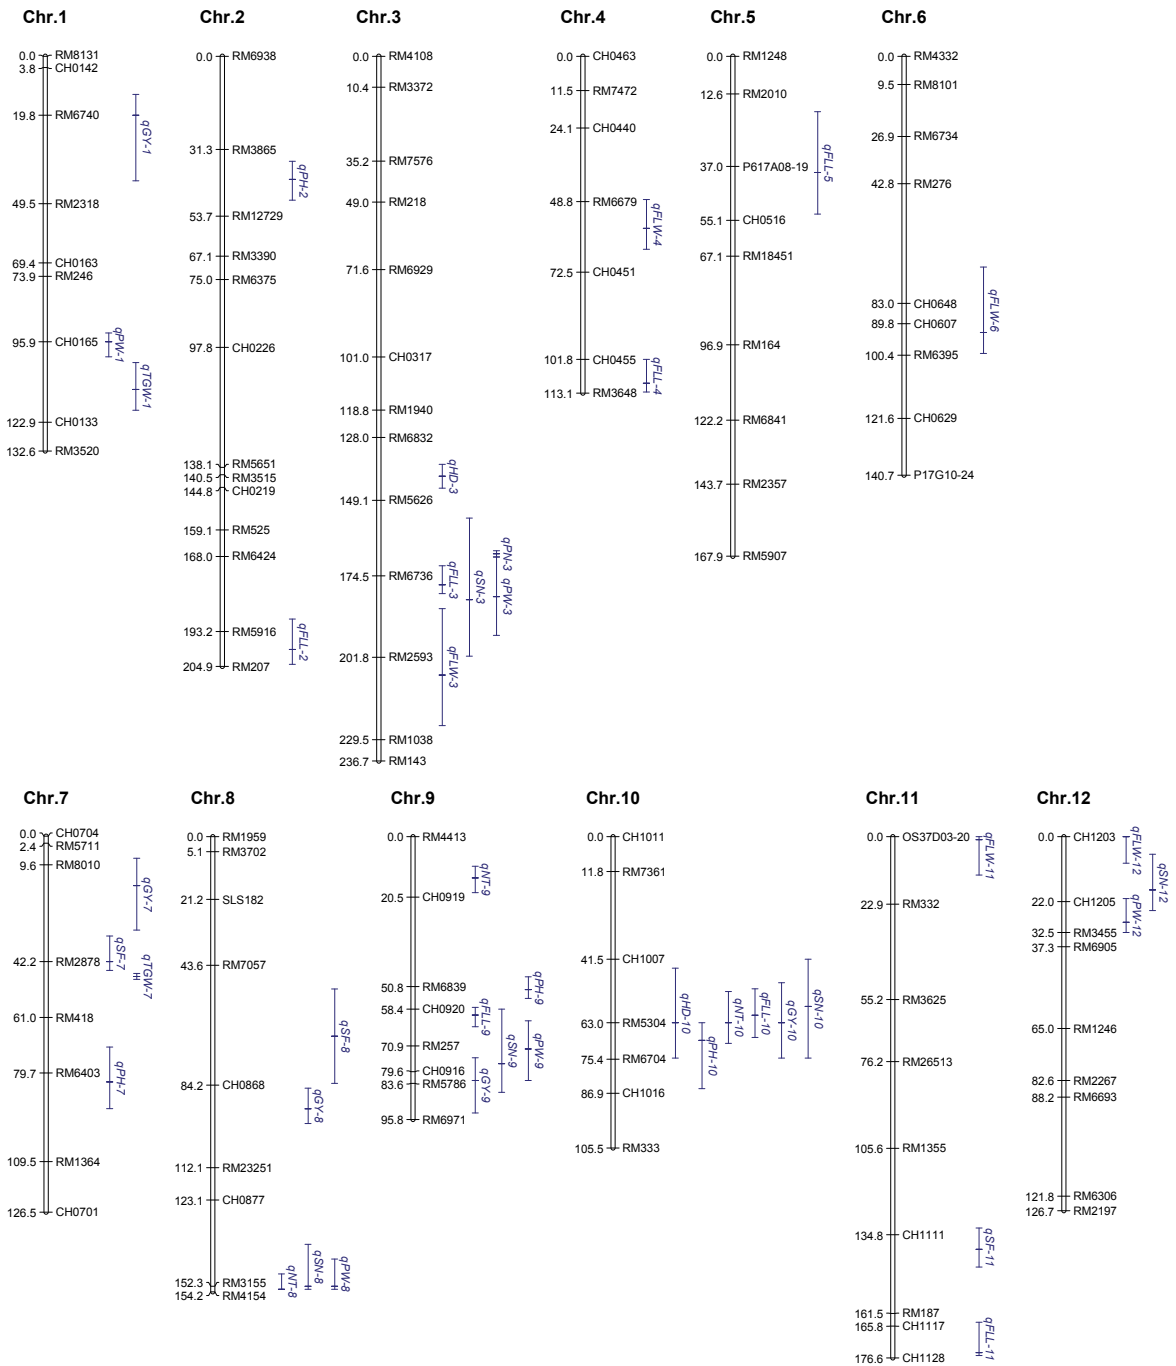 Chr.1
0.0 RM8131
3.8 CH0142
19.8 RM6740
49.5 RM2318
69.4 CH0163
73.9 RM246
95.9 CH0165
122.9 CH0133
132.6 RM3520
qGY-1
qPW-1
qTGW-1
Chr.2
0.0 RM6938
31.3 RM3865
53.7 RM12729
67.1 RM3390
75.0 RM6375
97.8 CH0226
138.1 RM5651
140.5 RM3515
144.8 CH0219
159.1 RM525
168.0 RM6424
193.2 RM5916
204.9 RM207
qPH-2
qFLL-2
Chr.3
0.0 RM4108
10.4 RM3372
35.2 RM7576
49.0 RM218
71.6 RM6929
101.0 CH0317
118.8 RM1940
128.0 RM6832
149.1 RM5626
174.5 RM6736
201.8 RM2593
229.5 RM1038
236.7 RM143
qHD-3
qFLL-3
qFLW-3
qSN-3
qPN-3
qPW-3
Chr.4
0.0 CH0463
11.5 RM7472
24.1 CH0440
48.8 RM6679
72.5 CH0451
101.8 CH0455
113.1 RM3648
qFLW-4
qFLL-4
Chr.5
0.0 RM1248
12.6 RM2010
37.0 P617A08-19
55.1 CH0516
67.1 RM18451
96.9 RM164
122.2 RM6841
143.7 RM2357
167.9 RM5907
qFLL-5
Chr.6
0.0 RM4332
9.5 RM8101
26.9 RM6734
42.8 RM276
83.0 CH0648
89.8 CH0607
100.4 RM6395
121.6 CH0629
140.7 P17G10-24
qFLW-6
Chr.7
0.0 CH0704
2.4 RM5711
9.6 RM8010
42.2 RM2878
61.0 RM418
79.7 RM6403
109.5 RM1364
126.5 CH0701
qGY-7
qSF-7
qTGW-7
qPH-7
Chr.8
0.0 RM1959
5.1 RM3702
21.2 SLS182
43.6 RM7057
84.2 CH0868
112.1 RM23251
123.1 CH0877
152.3 RM3155
154.2 RM4154
qSF-8
qGY-8
qNT-8
qSN-8
qPW-8
Chr.9
0.0 RM4413
20.5 CH0919
50.8 RM6839
58.4 CH0920
70.9 RM257
79.6 CH0916
83.6 RM5786
95.8 RM6971
qNT-9
qPH-9
qFLL-9
qSN-9
qPW-9
qGY-9
Chr.10
0.0 CH1011
11.8 RM7361
41.5 CH1007
63.0 RM5304
75.4 RM6704
86.9 CH1016
105.5 RM333
qHD-10
qPH-10
qNT-10
qFLL-10
qGY-10
qSN-10
Chr.11
0.0 OS37D03-20
22.9 RM332
55.2 RM3625
76.2 RM26513
105.6 RM1355
134.8 CH1111
161.5 RM187
165.8 CH1117
176.6 CH1128
qFLW-11
qSF-11
qFLL-11
Chr.12
0.0 CH1203
22.0 CH1205
32.5 RM3455
37.3 RM6905
65.0 RM1246
82.6 RM2267
88.2 RM6693
121.8 RM6306
126.7 RM2197
qFLW-12
qSN-12
qPW-12